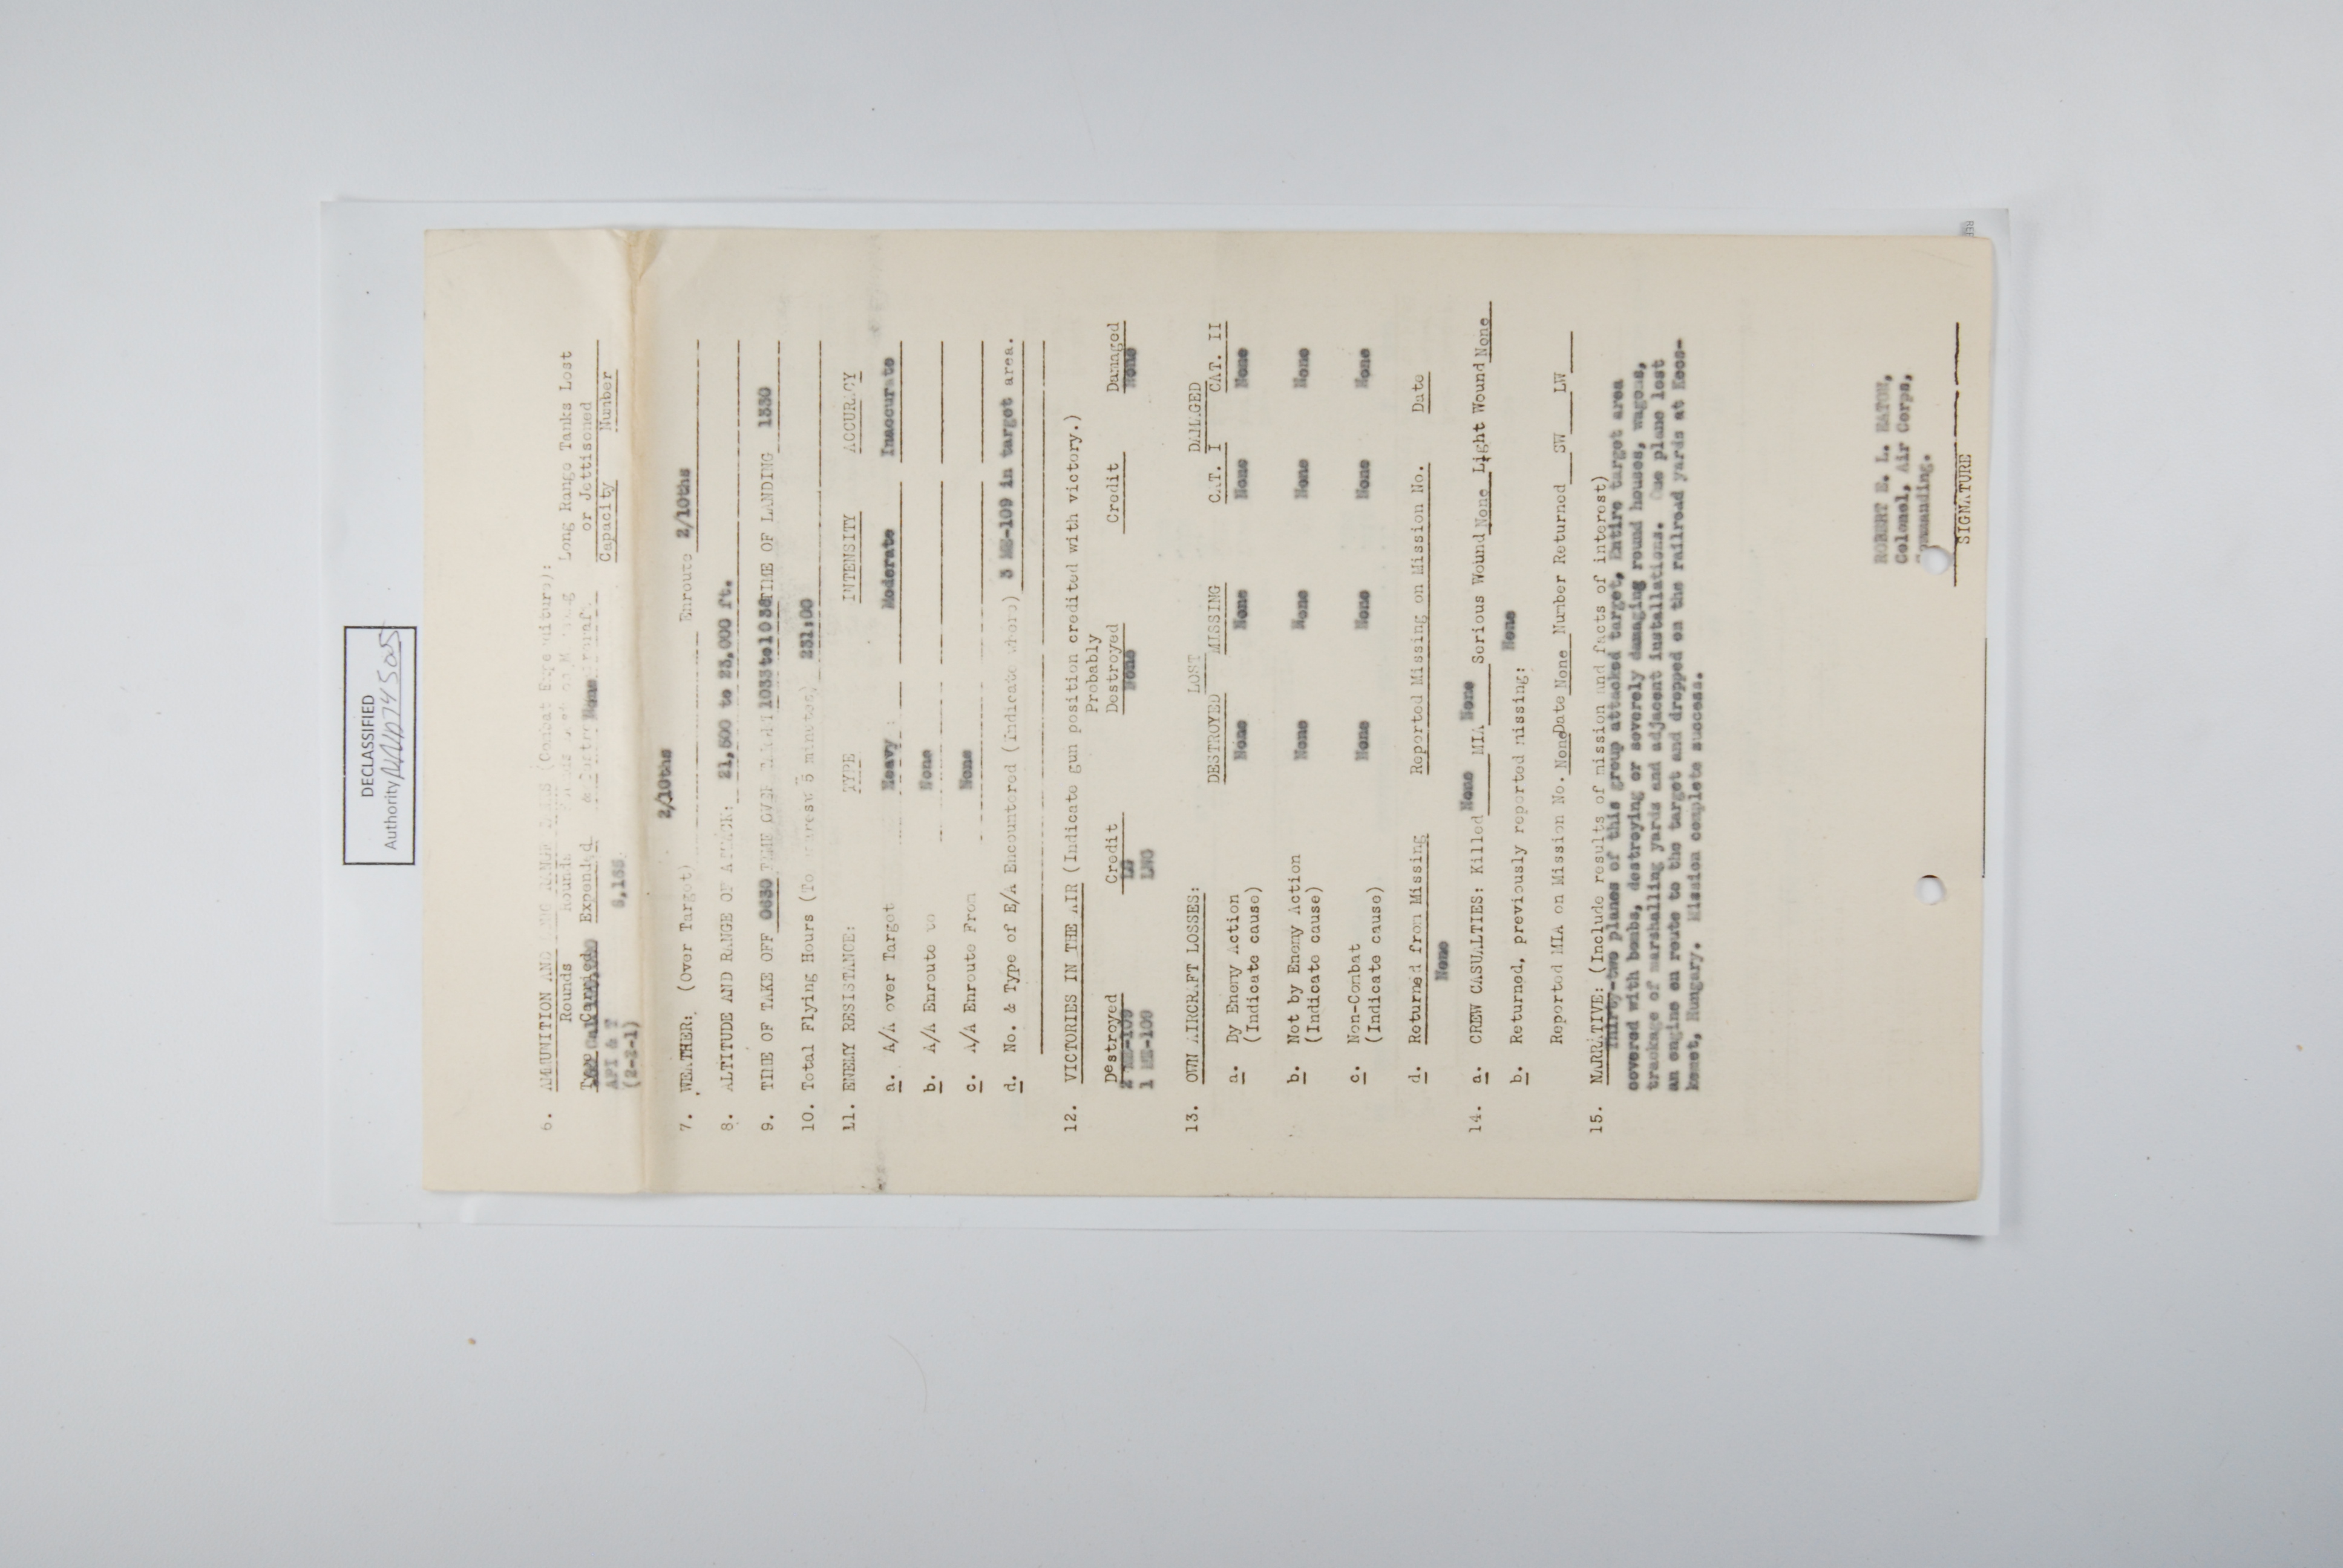 DECLASSIFIED
Authority NND745005
6. AMMUNITION AND LONG RANGE TANKS (Combat Expenditure):
Rounds Rounds Long Range Tanks Lost
Carried Expended or Jettisoned
Capacity Number
API & T 5,155 None
(2-2-1)
7. WEATHER: (Over Target) 2/10ths Enroute 2/10ths
8. ALTITUDE AND RANGE OF ATTACK: 21,500 to 23,000 ft.
9. TIME OF TAKE OFF 0630 TIME OVER TARGET 1033 to 1038 TIME OF LANDING 1330
10. Total Flying Hours (To nearest 5 minutes) 231:00
11. ENEMY RESISTANCE: TYPE INTENSITY ACCURACY
a. A/A over Target Heavy Moderate Inaccurate
b. A/A Enroute to None
c. A/A Enroute From None
d. No. & Type of E/A Encountered (Indicate where) 3 ME-109 in target area.
12. VICTORIES IN THE AIR (Indicate gun position credited with victory.)
Probably
Destroyed Credit Destroyed Credit Damaged
2 ME-109 LG None None
1 ME-109 LNG
13. OWN AIRCRAFT LOSSES: LOST DAMAGED
DESTROYED MISSING CAT. I CAT. II
a. By Enemy Action None None None None
(Indicate cause)
b. Not by Enemy Action None None None None
(Indicate cause)
c. Non-Combat None None None None
(Indicate cause)
d. Returned from Missing Reported Missing on Mission No. Date
None
14. a. CREW CASUALTIES: Killed None MIA None Serious Wound None Light Wound None
b. Returned, previously reported missing: None
Reported MIA on Mission No. None Date None Number Returned SW LW
15. NARRATIVE: (Include results of mission and facts of interest)
Thirty-two planes of this group attacked target, Entire target area
covered with bombs, destroying or severely damaging round houses, wagons,
trackage of marshalling yards and adjacent installations. One plane lost
an engine en route to the target and dropped on the railroad yards at Kecs-
kemet, Hungary. Mission complete success.
ROBERT E. L. EATON,
Colonel, Air Corps,
Commanding.
SIGNATURE